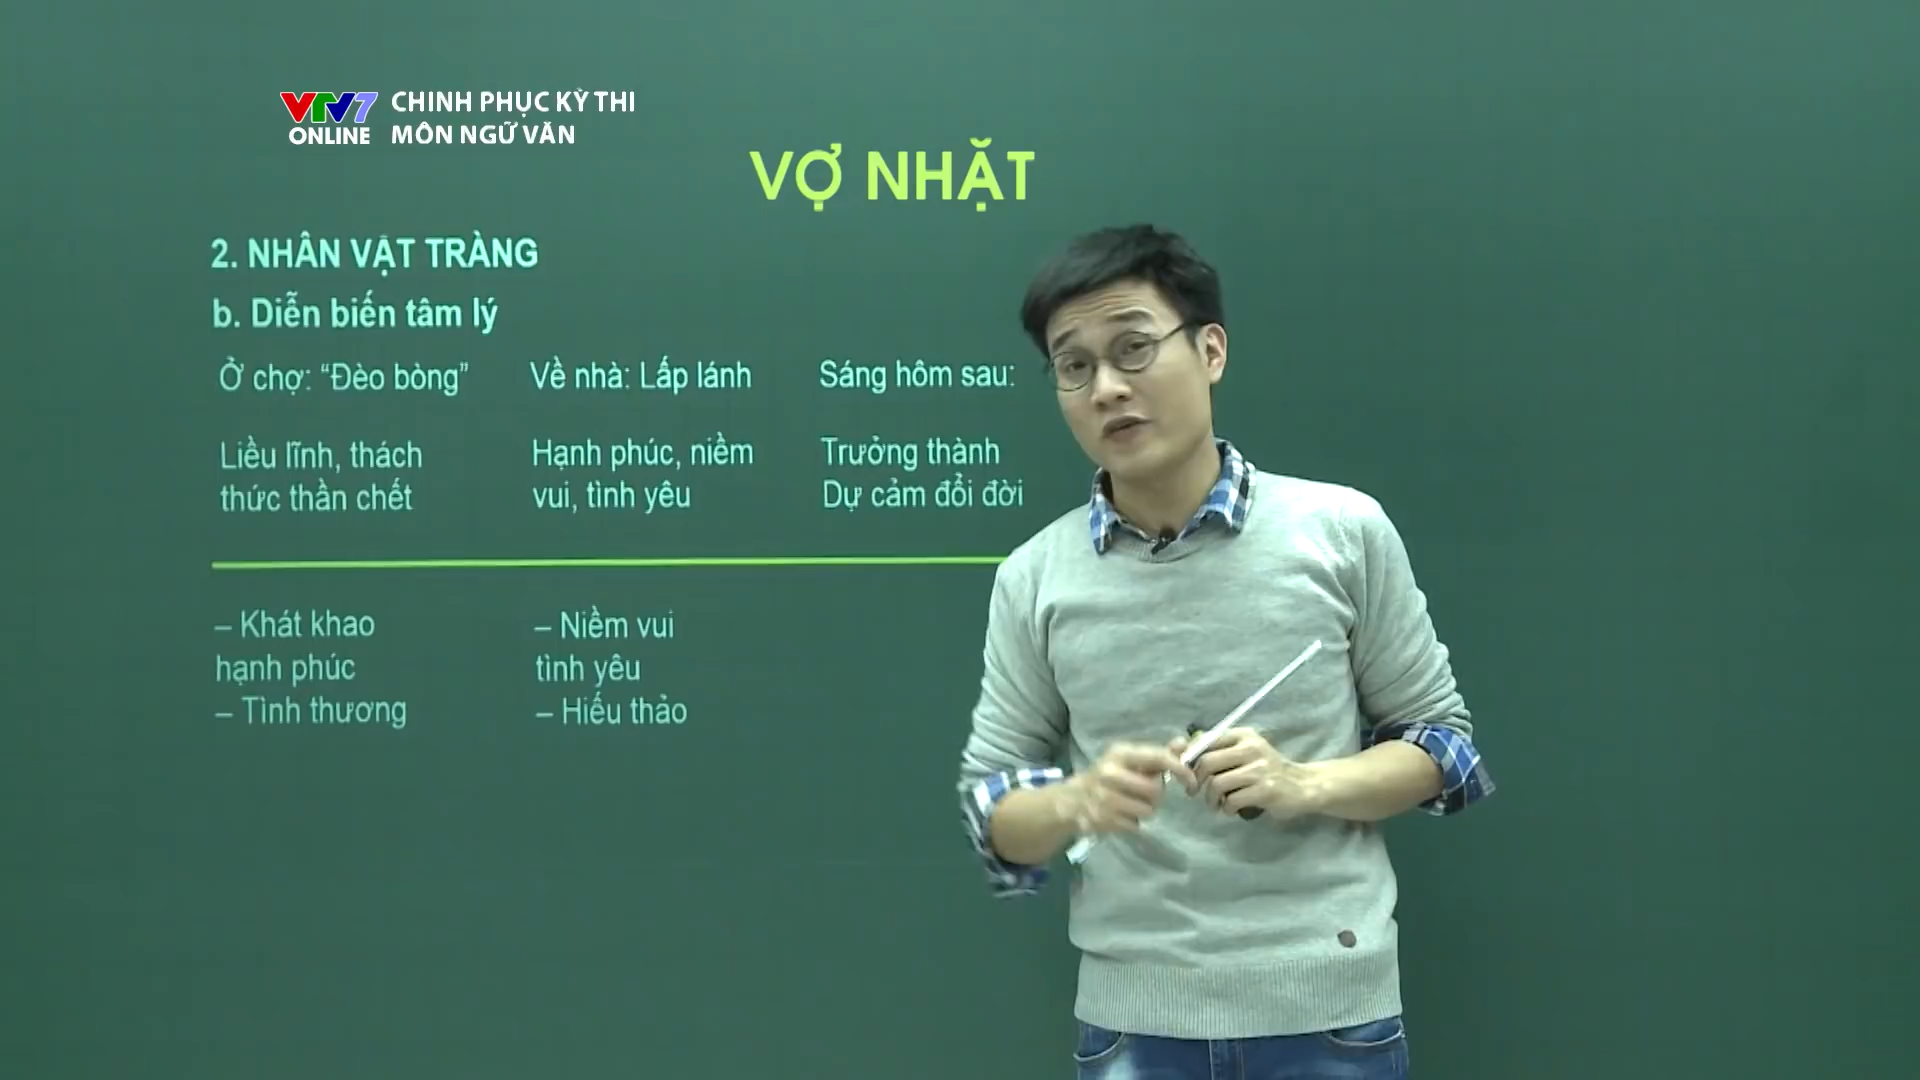 VTV7
ONLINE
CHINH PHỤC KỲ THI
MÔN NGỮ VĂN
VỢ NHẶT
2. NHÂN VẬT TRÀNG
b. Diễn biến tâm lý
Ở chợ: “Đèo bòng”
Liều lĩnh, thách
thức thần chết
Về nhà: Lấp lánh
Hạnh phúc, niềm
vui, tình yêu
Sáng hôm sau:
Trưởng thành
Dự cảm đổi đời
– Khát khao
hạnh phúc
– Tình thương
– Niềm vui
tình yêu
– Hiếu thảo